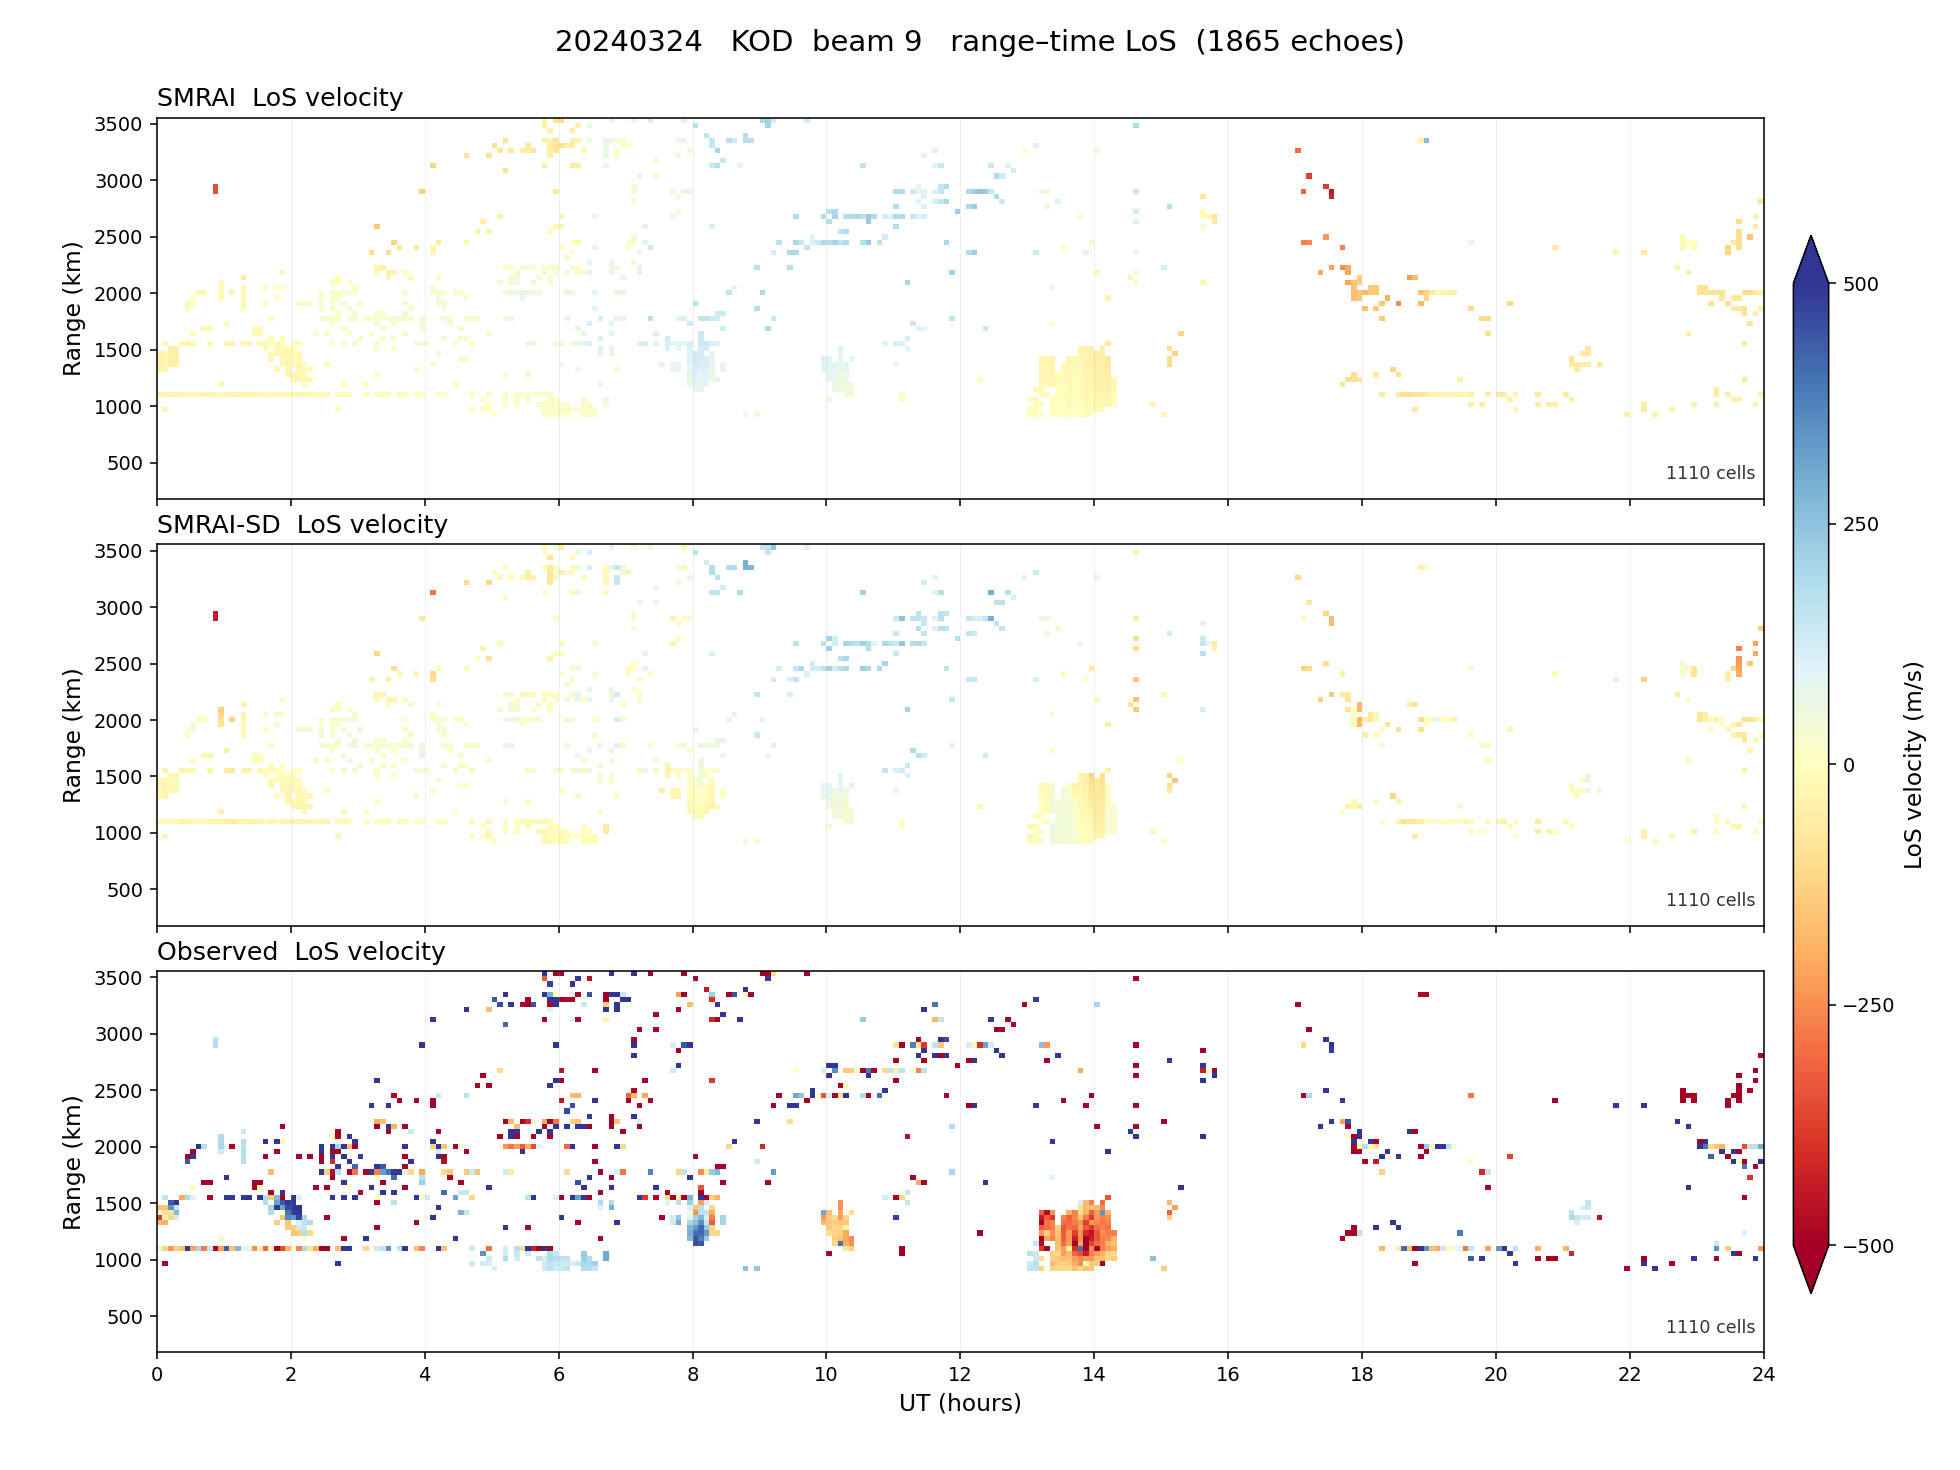 20240324   KOD  beam 9   range–time LoS  (1865 echoes)
SMRAI  LoS velocity
3500
3000
2500
2000
1500
1000
500
Range (km)
1110 cells
SMRAI-SD  LoS velocity
3500
3000
2500
2000
1500
1000
500
Range (km)
1110 cells
Observed  LoS velocity
3500
3000
2500
2000
1500
1000
500
Range (km)
1110 cells
0 2 4 6 8 10 12 14 16 18 20 22 24
UT (hours)
500
250
0
−250
−500
LoS velocity (m/s)